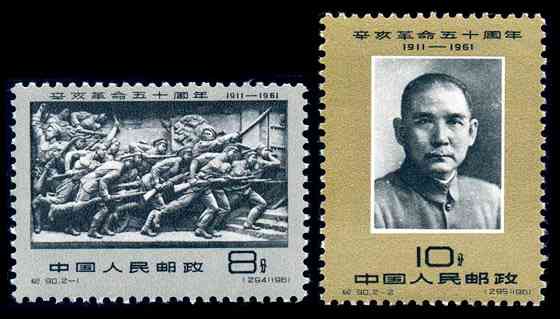 辛亥革命五十周年
1911—1961
中国人民邮政 8分
纪 90.2-1 (294)1961
辛亥革命五十周年
1911—1961
10分
中国人民邮政
纪 90.2-2 (295)1961